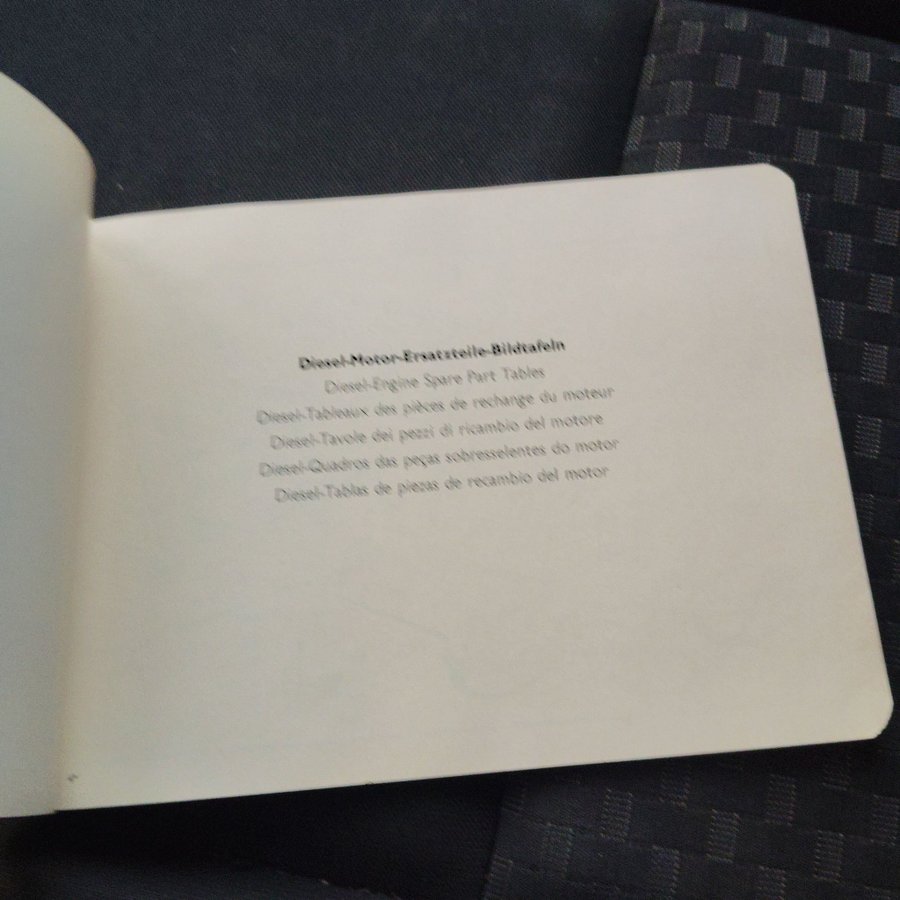 Diesel-Motor-Ersatzteile-Bildtafeln
Diesel-Engine Spare Part Tables
Diesel-Tableaux des pièces de rechange du moteur
Diesel-Tavole dei pezzi di ricambio del motore
Diesel-Quadros das peças sobresselentes do motor
Diesel-Tablas de piezas de recambio del motor